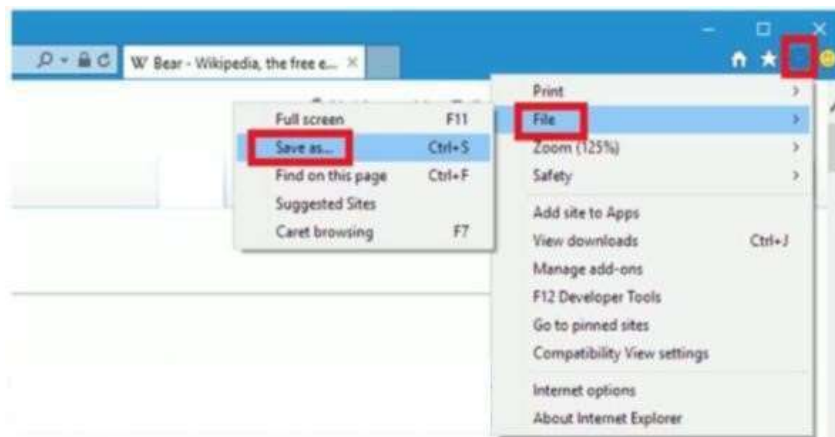 W Bear - Wikipedia, the free e... ×
Print
File
Zoom (125%)
Safety
Add site to Apps
View downloads Ctrl+J
Manage add-ons
F12 Developer Tools
Go to pinned sites
Compatibility View settings
Internet options
About Internet Explorer
Full screen F11
Save as... Ctrl+S
Find on this page Ctrl+F
Suggested Sites
Caret browsing F7